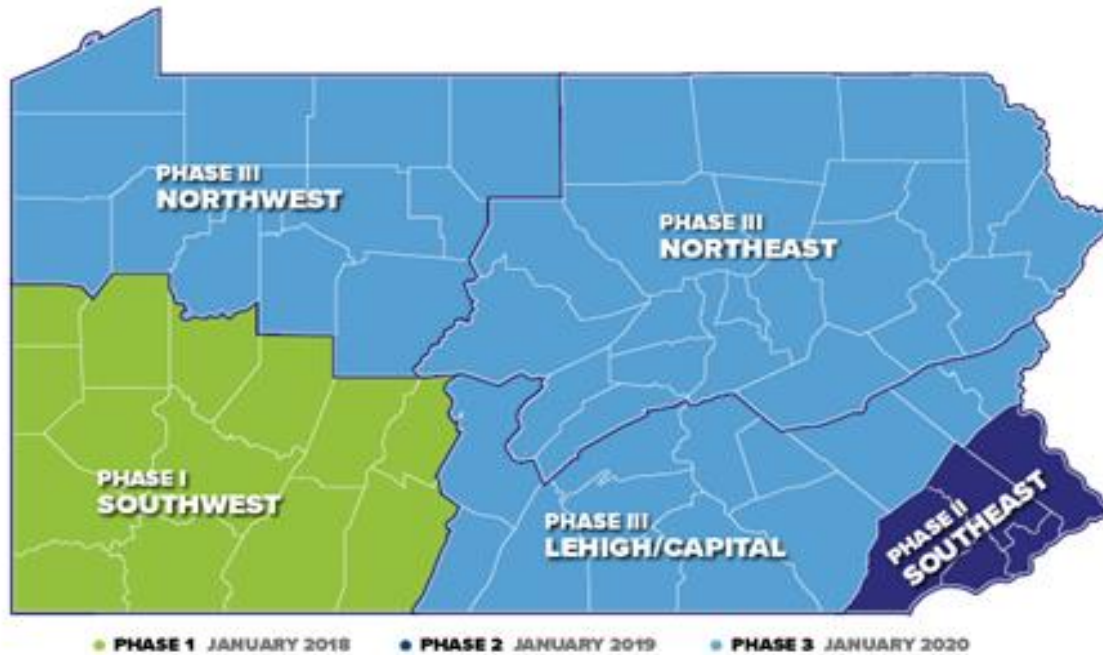 PHASE III
NORTHWEST
PHASE III
NORTHEAST
PHASE I
SOUTHWEST
PHASE III
LEHIGH/CAPITAL
PHASE II
SOUTHEAST
PHASE 1 JANUARY 2018 PHASE 2 JANUARY 2019 PHASE 3 JANUARY 2020